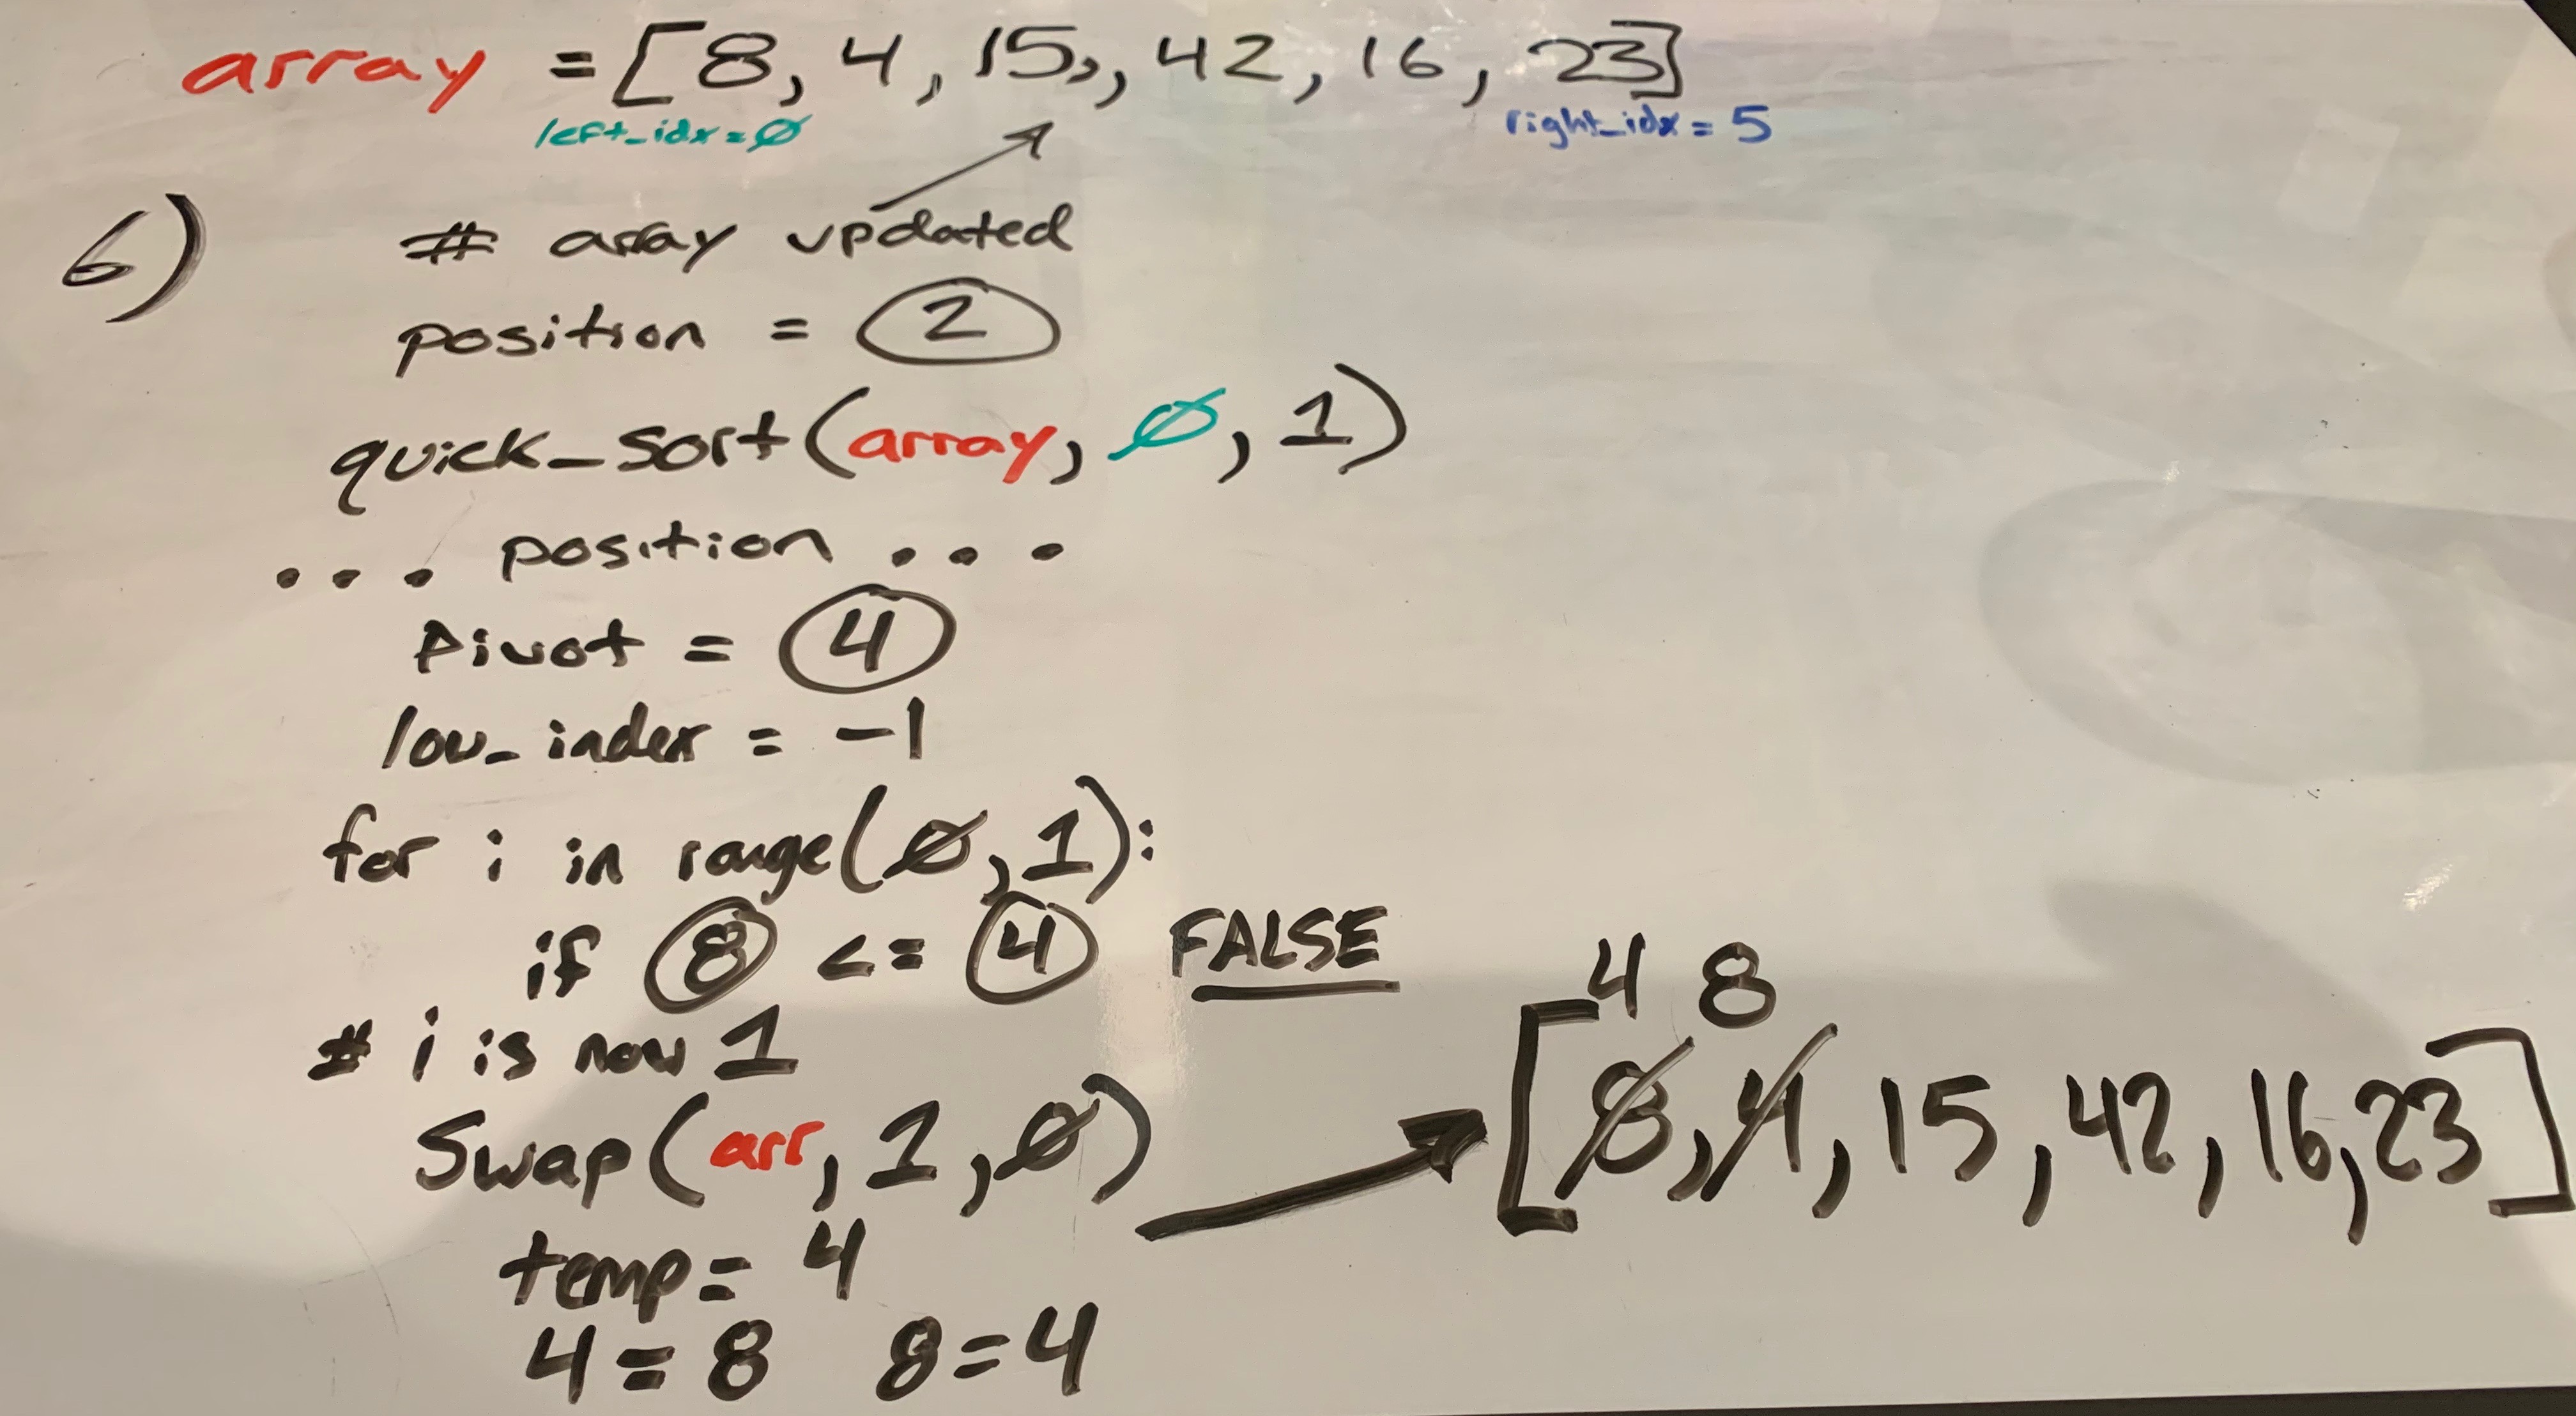 array = [8, 4, 15,, 42, 16, 23]
left_idx = Ø
right_idx = 5
6)
# array updated
position = 2
quick_sort(array, Ø, 1)
... position ...
Pivot = 4
low_index = -1
for i in range(Ø, 1):
if 8 <= 4 FALSE
# i is now 1
Swap(arr, 1, Ø)
temp = 4
4 = 8 8 = 4
4 8
[8, 4, 15, 42, 16, 23]